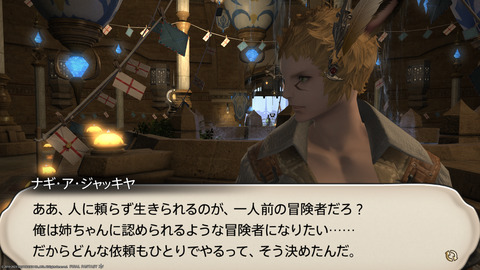 ナギ・ア・ジャッキヤ
ああ、人に頼らず生きられるのが、一人前の冒険者だろ？
俺は姉ちゃんに認められるような冒険者になりたい……
だからどんな依頼もひとりでやるって、そう決めたんだ。